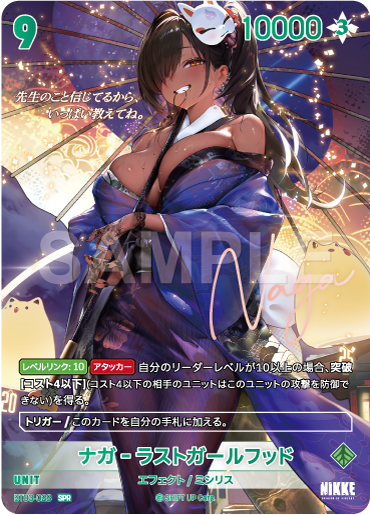 9
10000 3
先生のこと信じてるから、
いっぱい教えてね。
SAMPLE
Naga
レベルリンク:10 アタッカー 自分のリーダーレベルが10以上の場合、突破
[コスト4以下](コスト4以下の相手のユニットはこのユニットの攻撃を防御で
きない)を得る。
トリガー/このカードを自分の手札に加える。
ナガ - ラストガールフッド
UNIT エフェクト / ミンリス
SPR © SHIFT UP Corp.
NIKKE